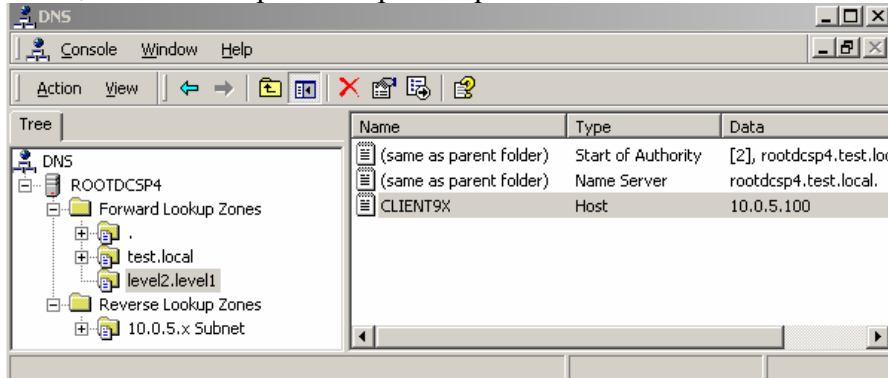 DNS
Console Window Help
Action View
Tree
DNS
ROOTDCSP4
Forward Lookup Zones
.
test.local
level2.level1
Reverse Lookup Zones
10.0.5.x Subnet
Name Type Data
(same as parent folder) Start of Authority [2], rootdcsp4.test.loc
(same as parent folder) Name Server rootdcsp4.test.local.
CLIENT9X Host 10.0.5.100